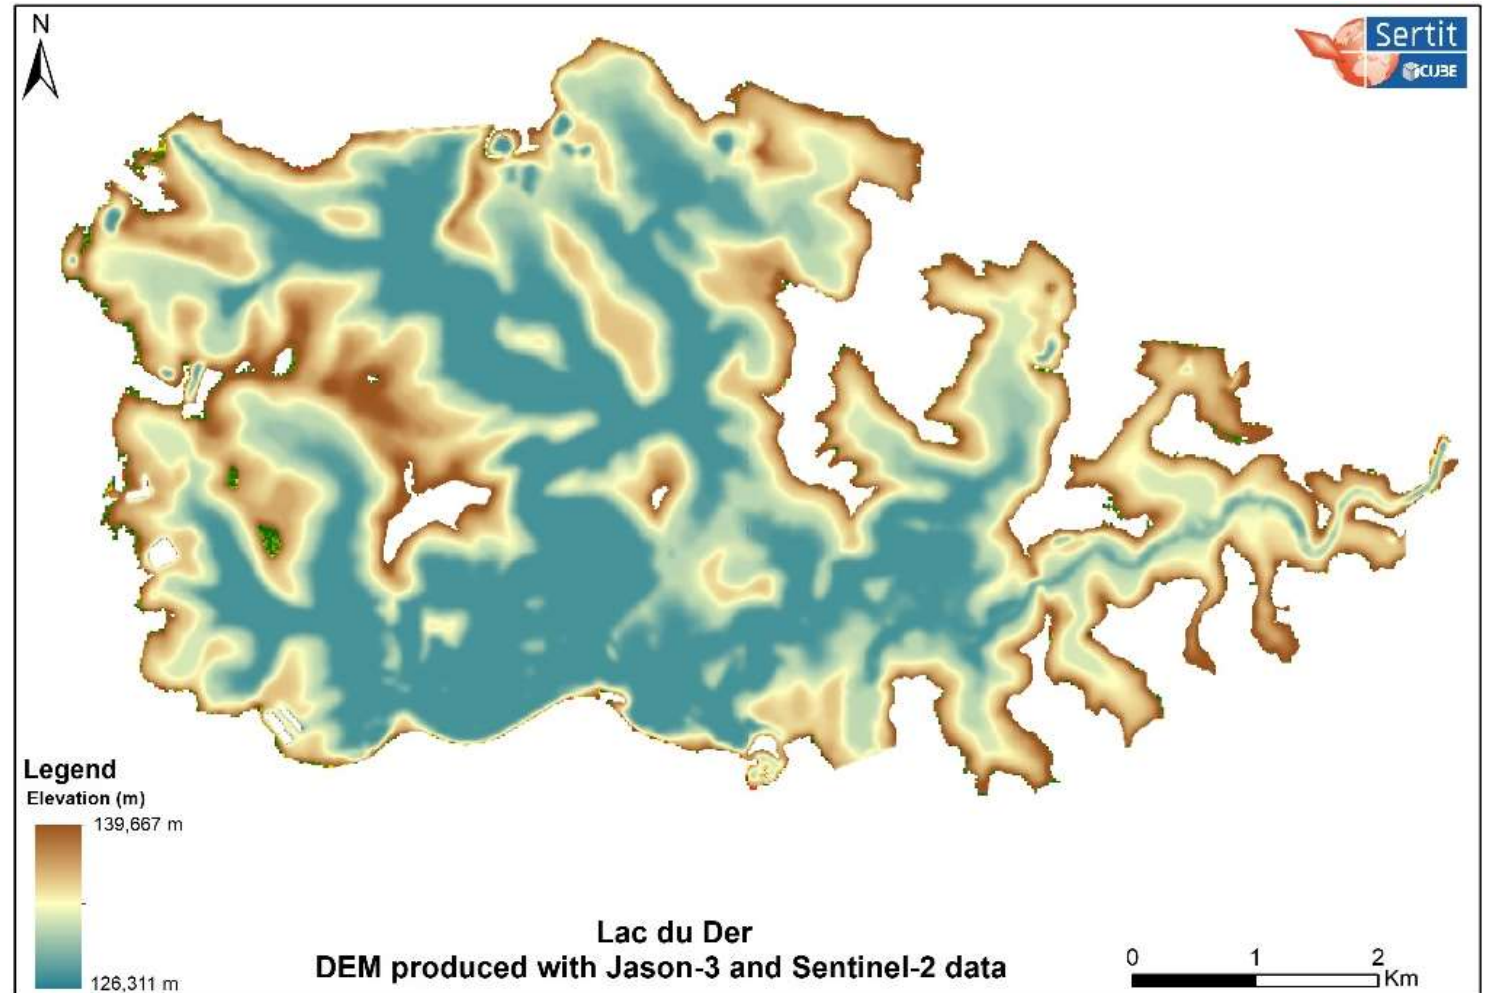 N
Sertit
iCUBE
Legend
Elevation (m)
139,667 m
126,311 m
Lac du Der
DEM produced with Jason-3 and Sentinel-2 data
0 1 2
Km